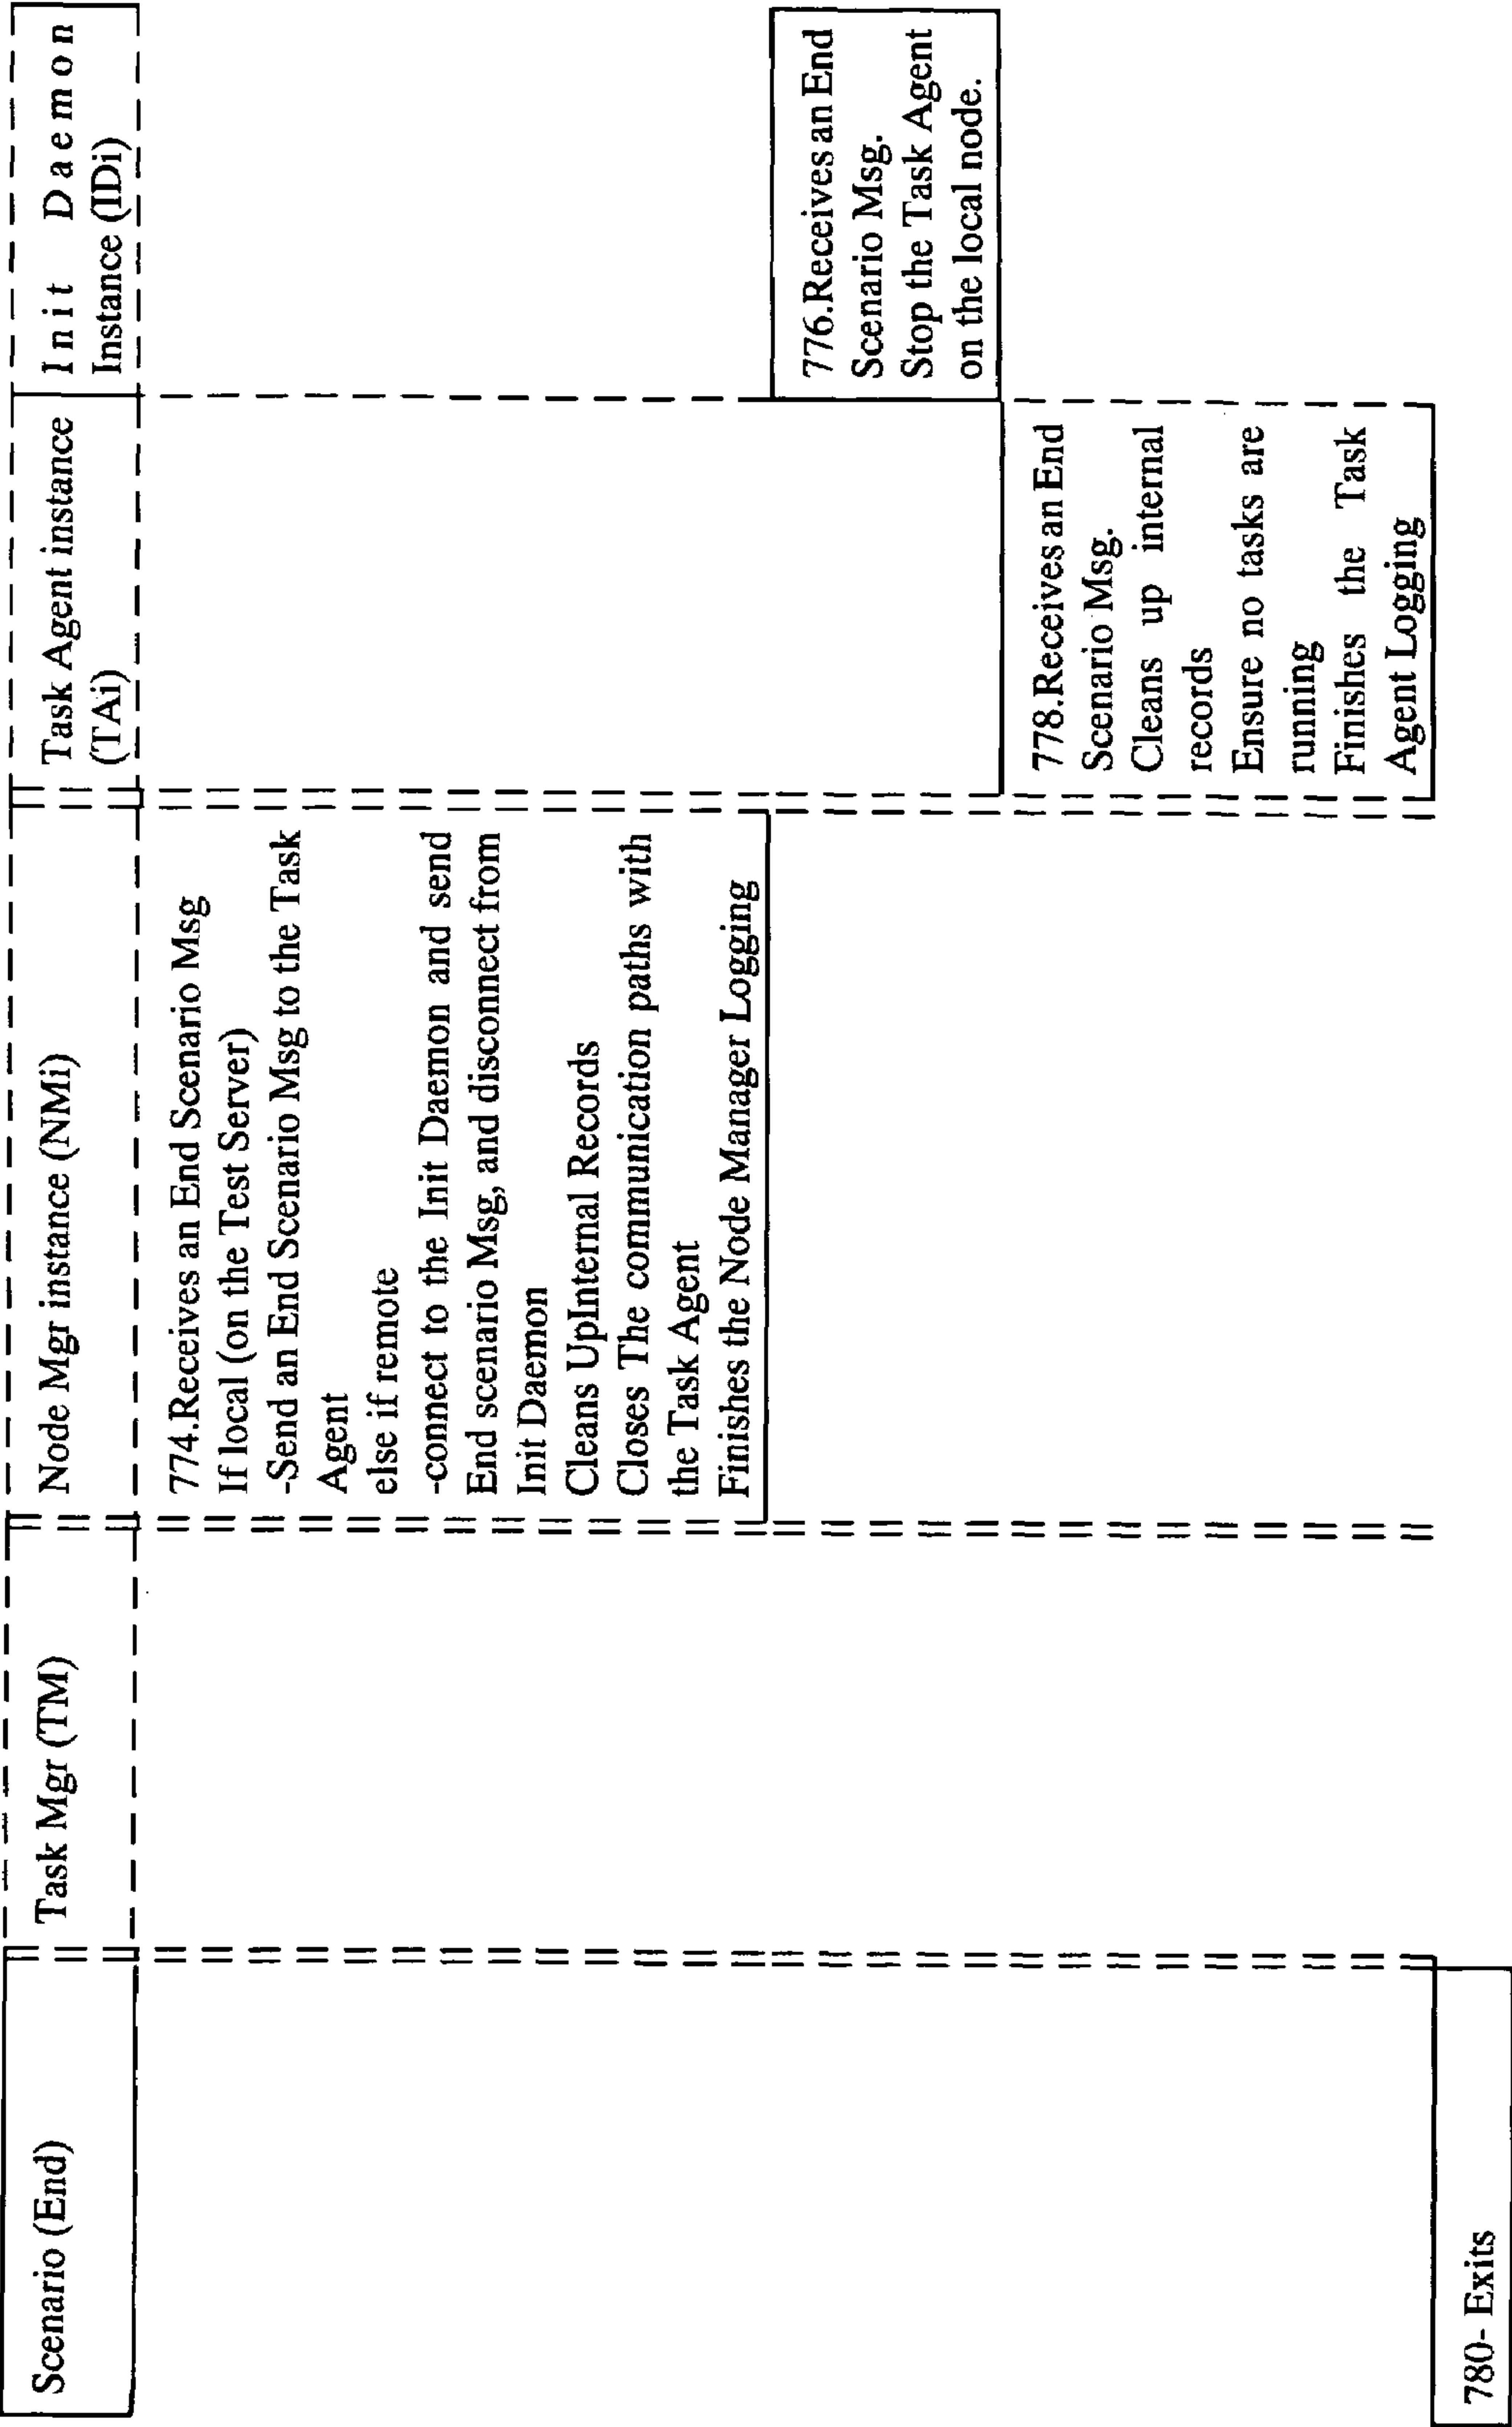 Scenario (End)
Task Mgr (TM)
Node Mgr instance (NMi)
Task Agent instance
(TAi)
Init Daemon
Instance (IDi)
774.Receives an End Scenario Msg
If local (on the Test Server)
-Send an End Scenario Msg to the Task
Agent
else if remote
-connect to the Init Daemon and send
End scenario Msg, and disconnect from
Init Daemon
Cleans UpInternal Records
Closes The communication paths with
the Task Agent
Finishes the Node Manager Logging
776.Receives an End
Scenario Msg.
Stop the Task Agent
on the local node.
778.Receives an End
Scenario Msg.
Cleans up internal
records
Ensure no tasks are
running
Finishes the Task
Agent Logging
780- Exits